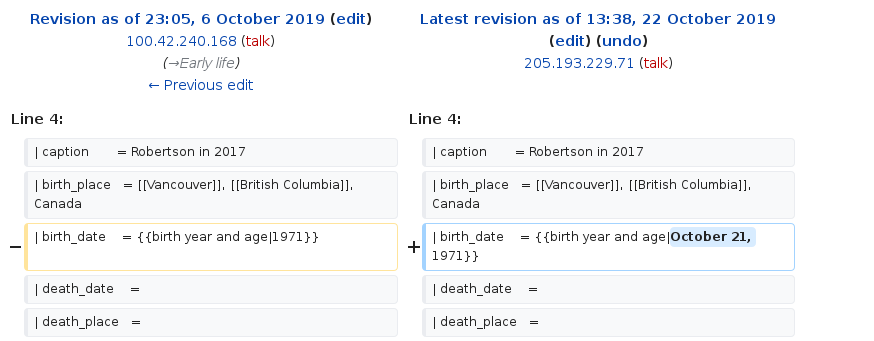 Revision as of 23:05, 6 October 2019 (edit)
100.42.240.168 (talk)
(→Early life)
← Previous edit
Latest revision as of 13:38, 22 October 2019
(edit) (undo)
205.193.229.71 (talk)
Line 4:
Line 4:
| caption = Robertson in 2017
| caption = Robertson in 2017
| birth_place = [[Vancouver]], [[British Columbia]],
Canada
| birth_place = [[Vancouver]], [[British Columbia]],
Canada
− | birth_date = {{birth year and age|1971}}
+ | birth_date = {{birth year and age|October 21,
1971}}
| death_date =
| death_date =
| death_place =
| death_place =